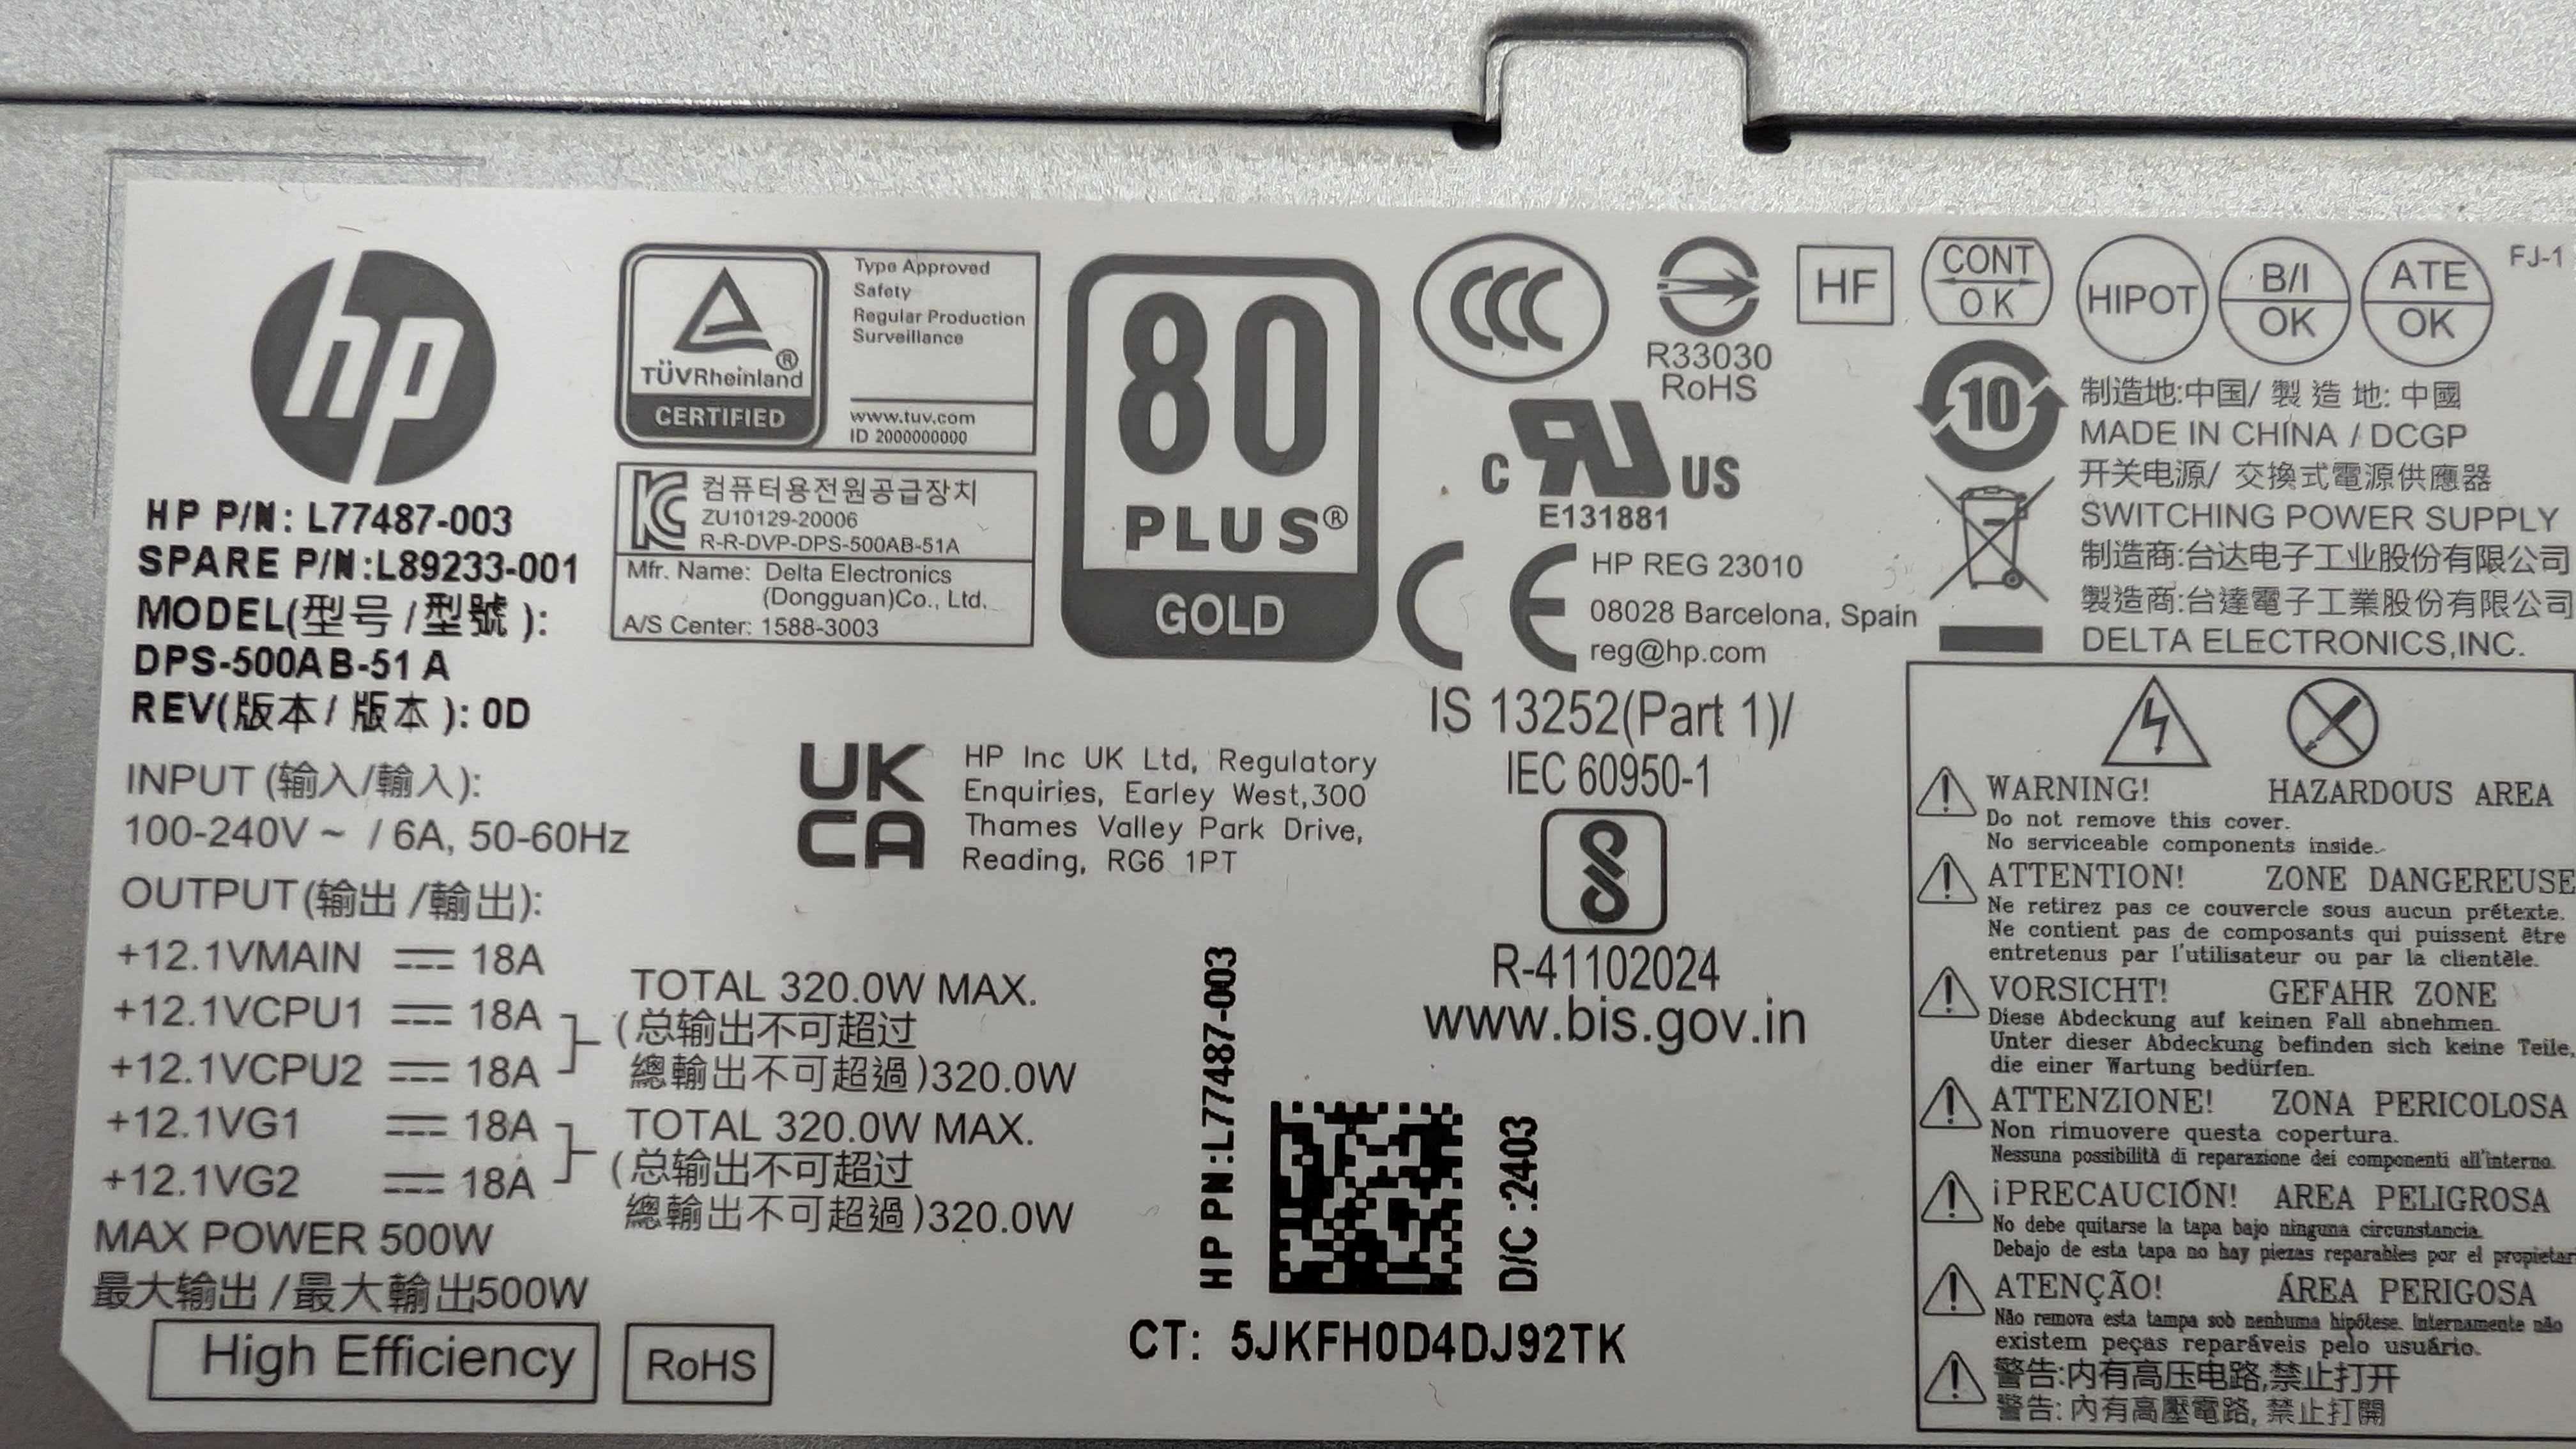 hp
HP P/N: L77487-003
SPARE P/N:L89233-001
MODEL(型号/型號):
DPS-500AB-51 A
REV(版本/版本): 0D
INPUT (输入/輸入):
100-240V ~ / 6A, 50-60Hz
OUTPUT(输出/輸出):
+12.1VMAIN 18A
+12.1VCPU1 18A
+12.1VCPU2 18A
+12.1VG1 18A
+12.1VG2 18A
TOTAL 320.0W MAX.
(总输出不可超过
總輸出不可超過)320.0W
TOTAL 320.0W MAX.
(总输出不可超过
總輸出不可超過)320.0W
MAX POWER 500W
最大输出/最大輸出500W
High Efficiency
RoHS
TÜVRheinland®
CERTIFIED
Type Approved
Safety
Regular Production
Surveillance
www.tuv.com
ID 2000000000
컴퓨터용전원공급장치
ZU10129-20006
R-R-DVP-DPS-500AB-51A
Mfr. Name: Delta Electronics
(Dongguan)Co., Ltd.
A/S Center: 1588-3003
80
PLUS®
GOLD
UK
CA
HP Inc UK Ltd, Regulatory
Enquiries, Earley West,300
Thames Valley Park Drive,
Reading, RG6 1PT
CCC
R33030
RoHS
HF
C RU US
E131881
CE
HP REG 23010
08028 Barcelona, Spain
reg@hp.com
IS 13252(Part 1)/
IEC 60950-1
R-41102024
www.bis.gov.in
HP PN:L77487-003
D/C :2403
CT: 5JKFH0D4DJ92TK
CONT
OK
HIPOT
B/I
OK
ATE
OK
FJ-1
10
制造地:中国/ 製造地: 中國
MADE IN CHINA / DCGP
开关电源/ 交換式電源供應器
SWITCHING POWER SUPPLY
制造商:台达电子工业股份有限公司
製造商:台達電子工業股份有限公司
DELTA ELECTRONICS,INC.
WARNING! HAZARDOUS AREA
Do not remove this cover.
No serviceable components inside.
ATTENTION! ZONE DANGEREUSE
Ne retirez pas ce couvercle sous aucun prétexte.
Ne contient pas de composants qui puissent être
entretenus par l'utilisateur ou par la clientèle.
VORSICHT! GEFAHR ZONE
Diese Abdeckung auf keinen Fall abnehmen.
Unter dieser Abdeckung befinden sich keine Teile,
die einer Wartung bedürfen.
ATTENZIONE! ZONA PERICOLOSA
Non rimuovere questa copertura.
Nessuna possibilità di reparazione dei componenti all'interno.
¡PRECAUCIÓN! AREA PELIGROSA
No debe quitarse la tapa bajo ninguna circunstancia.
Debajo de esta tapa no hay piezas reparables por el propietar
ATENÇÃO! ÁREA PERIGOSA
Não remova esta tampa sob nenhuma hipótese. Internamente não
existem peças reparáveis pelo usuário.
警告:内有高压电路,禁止打开
警告: 內有高壓電路, 禁止打開